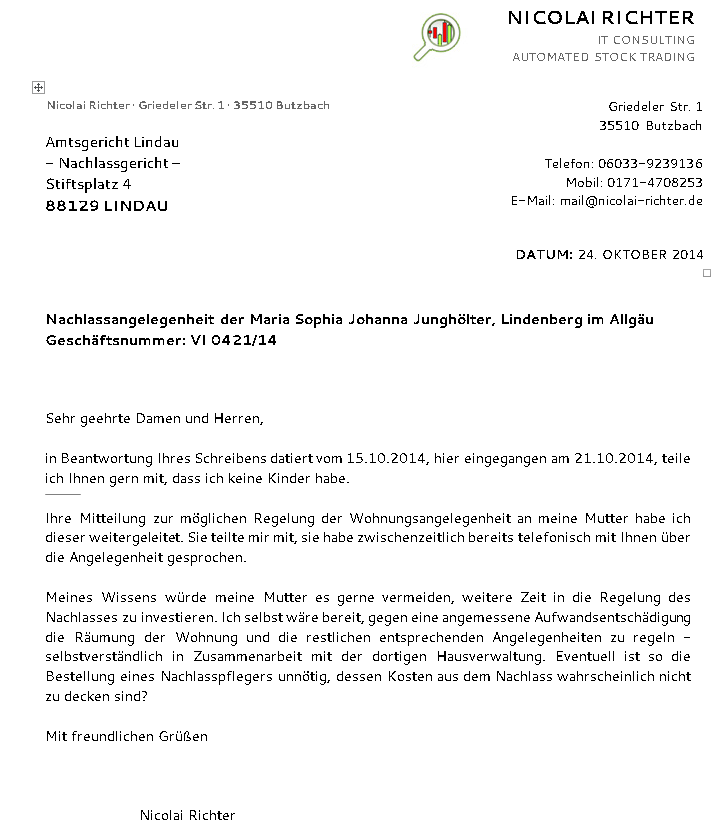 NICOLAI RICHTER
IT CONSULTING
AUTOMATED STOCK TRADING
Nicolai Richter · Griedeler Str. 1 · 35510 Butzbach
Griedeler Str. 1
35510 Butzbach
Amtsgericht Lindau
– Nachlassgericht –
Stiftsplatz 4
88129 LINDAU
Telefon: 06033-9239136
Mobil: 0171-4708253
E-Mail: mail@nicolai-richter.de
DATUM: 24. OKTOBER 2014
Nachlassangelegenheit der Maria Sophia Johanna Junghölter, Lindenberg im Allgäu
Geschäftsnummer: VI 0421/14
Sehr geehrte Damen und Herren,
in Beantwortung Ihres Schreibens datiert vom 15.10.2014, hier eingegangen am 21.10.2014, teile
ich Ihnen gern mit, dass ich keine Kinder habe.
Ihre Mitteilung zur möglichen Regelung der Wohnungsangelegenheit an meine Mutter habe ich
dieser weitergeleitet. Sie teilte mir mit, sie habe zwischenzeitlich bereits telefonisch mit Ihnen über
die Angelegenheit gesprochen.
Meines Wissens würde meine Mutter es gerne vermeiden, weitere Zeit in die Regelung des
Nachlasses zu investieren. Ich selbst wäre bereit, gegen eine angemessene Aufwandsentschädigung
die Räumung der Wohnung und die restlichen entsprechenden Angelegenheiten zu regeln –
selbstverständlich in Zusammenarbeit mit der dortigen Hausverwaltung. Eventuell ist so die
Bestellung eines Nachlasspflegers unnötig, dessen Kosten aus dem Nachlass wahrscheinlich nicht
zu decken sind?
Mit freundlichen Grüßen
Nicolai Richter